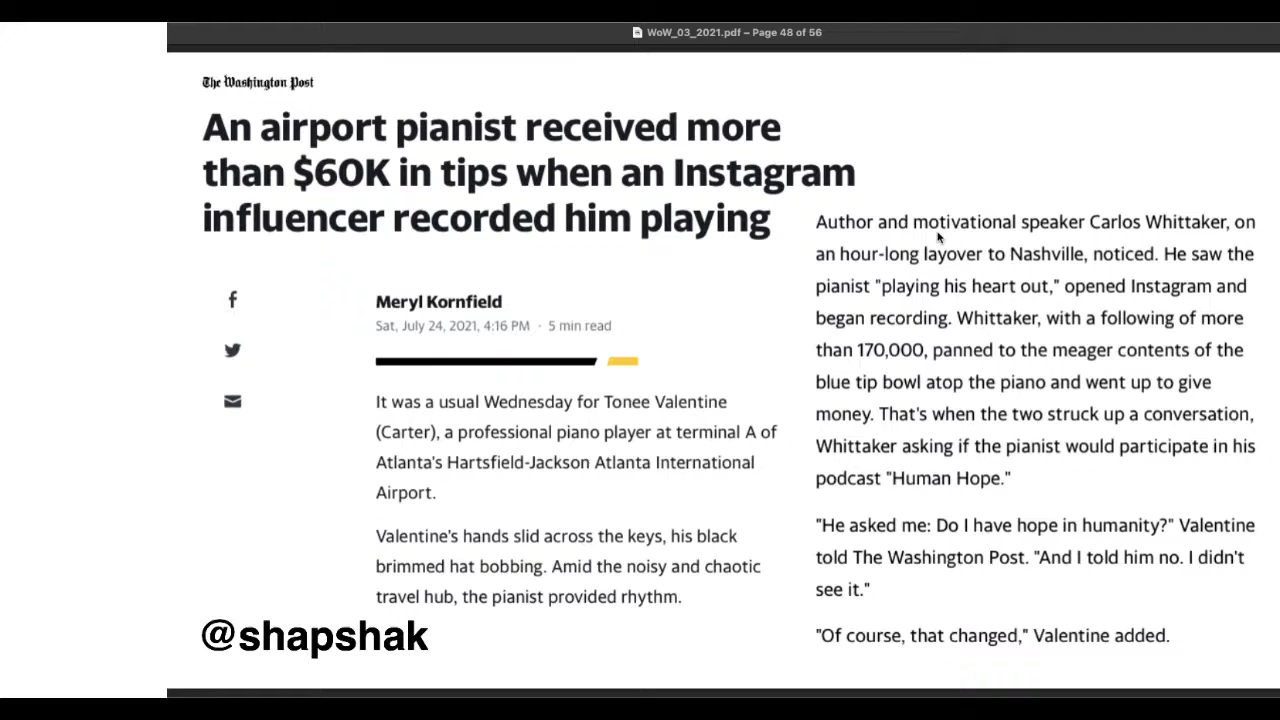 WoW_03_2021.pdf – Page 48 of 56
The Washington Post
An airport pianist received more
than $60K in tips when an Instagram
influencer recorded him playing
Meryl Kornfield
Sat, July 24, 2021, 4:16 PM · 5 min read
It was a usual Wednesday for Tonee Valentine
(Carter), a professional piano player at terminal A of
Atlanta's Hartsfield-Jackson Atlanta International
Airport.
Valentine's hands slid across the keys, his black
brimmed hat bobbing. Amid the noisy and chaotic
travel hub, the pianist provided rhythm.
@shapshak
Author and motivational speaker Carlos Whittaker, on
an hour-long layover to Nashville, noticed. He saw the
pianist "playing his heart out," opened Instagram and
began recording. Whittaker, with a following of more
than 170,000, panned to the meager contents of the
blue tip bowl atop the piano and went up to give
money. That's when the two struck up a conversation,
Whittaker asking if the pianist would participate in his
podcast "Human Hope."
"He asked me: Do I have hope in humanity?" Valentine
told The Washington Post. "And I told him no. I didn't
see it."
"Of course, that changed," Valentine added.